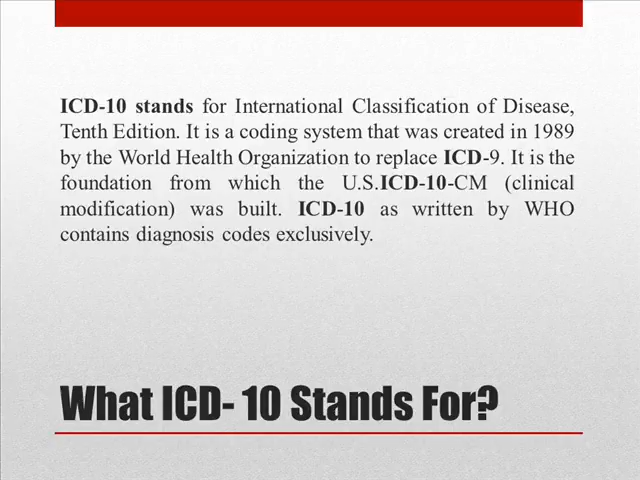 ICD-10 stands for International Classification of Disease,
Tenth Edition. It is a coding system that was created in 1989
by the World Health Organization to replace ICD-9. It is the
foundation from which the U.S.ICD-10-CM (clinical
modification) was built. ICD-10 as written by WHO
contains diagnosis codes exclusively.
What ICD- 10 Stands For?